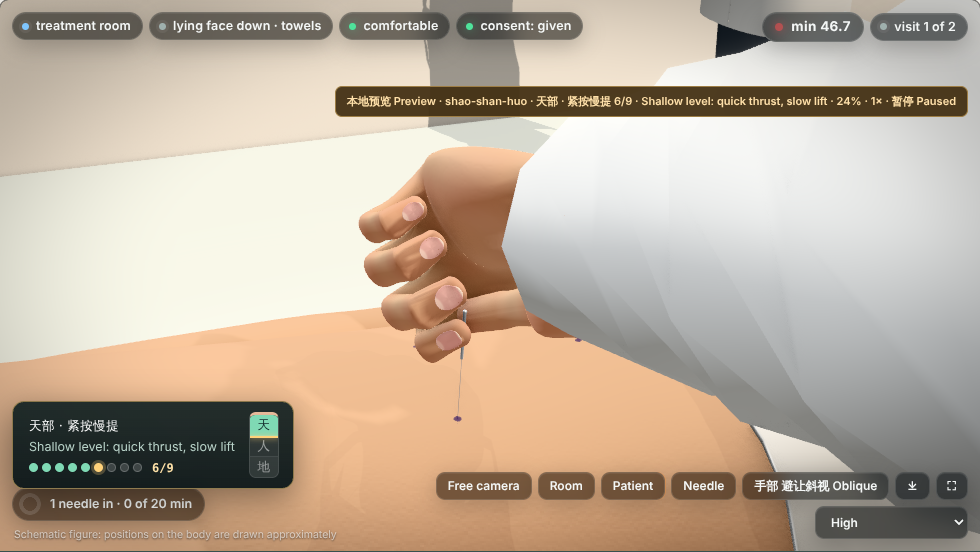 treatment room
lying face down · towels
comfortable
consent: given
min 46.7
visit 1 of 2
本地预览 Preview · shao-shan-huo · 天部 · 紧按慢提 6/9 · Shallow level: quick thrust, slow lift · 24% · 1× · 暂停 Paused
天部 · 紧按慢提
Shallow level: quick thrust, slow lift
6/9
天
人
地
1 needle in · 0 of 20 min
Free camera
Room
Patient
Needle
手部 避让斜视 Oblique
High
Schematic figure: positions on the body are drawn approximately